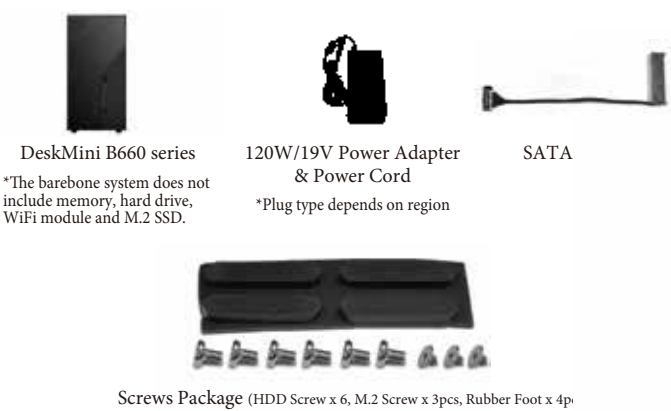 DeskMini B660 series
*The barebone system does not
include memory, hard drive,
WiFi module and M.2 SSD.
120W/19V Power Adapter
& Power Cord
*Plug type depends on region
SATA
Screws Package (HDD Screw x 6, M.2 Screw x 3pcs, Rubber Foot x